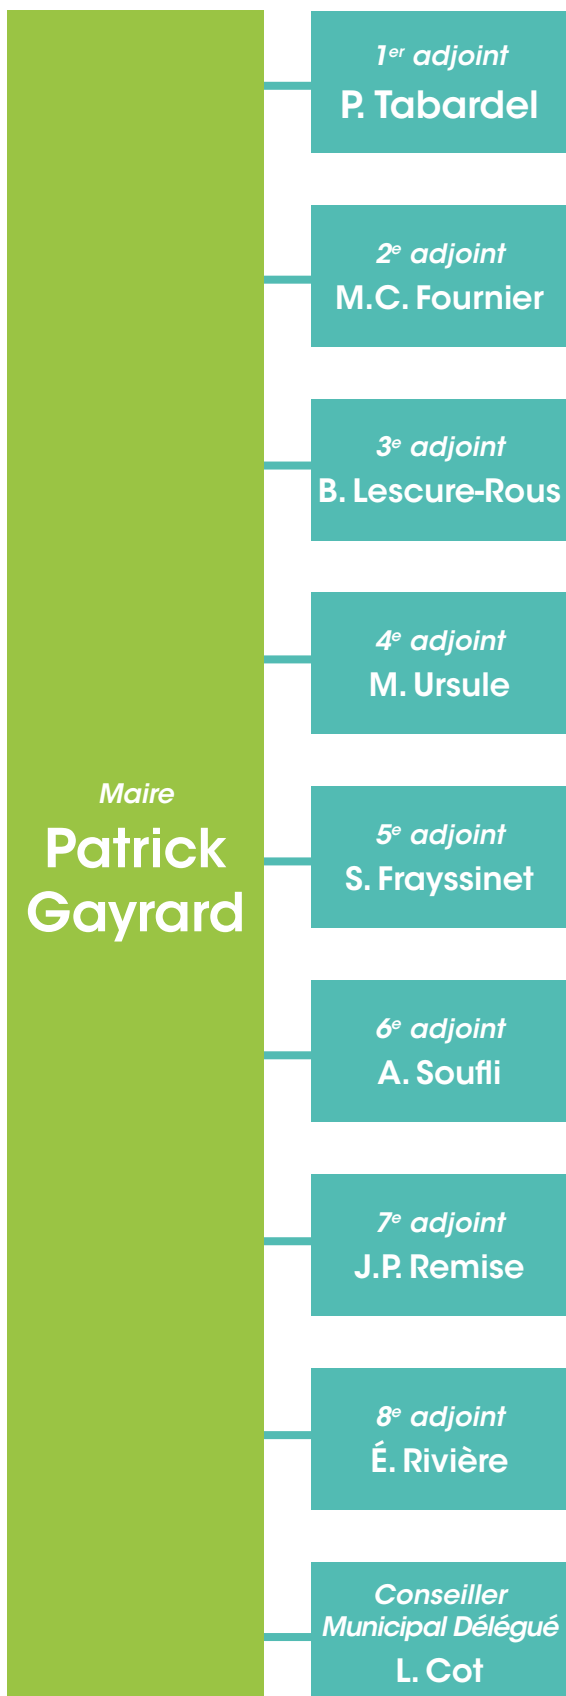 Maire
Patrick
Gayrard
1er adjoint
P. Tabardel
2e adjoint
M.C. Fournier
3e adjoint
B. Lescure-Rous
4e adjoint
M. Ursule
5e adjoint
S. Frayssinet
6e adjoint
A. Soufli
7e adjoint
J.P. Remise
8e adjoint
É. Rivière
Conseiller
Municipal Délégué
L. Cot